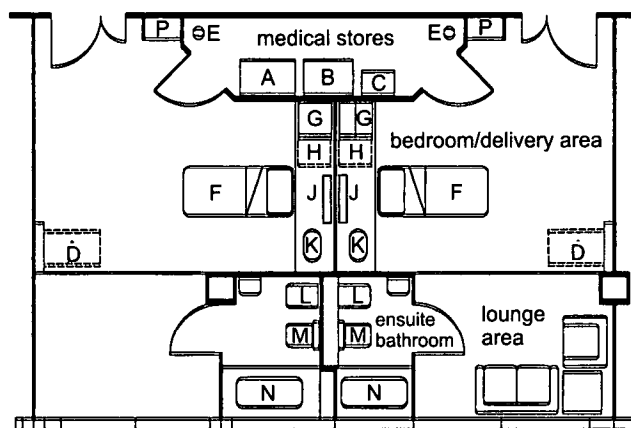 P E E P
medical stores
A B C
G G
bedroom/delivery area
H H
F J J F
K K
D D
L L lounge
M M ensuite area
bathroom
N N